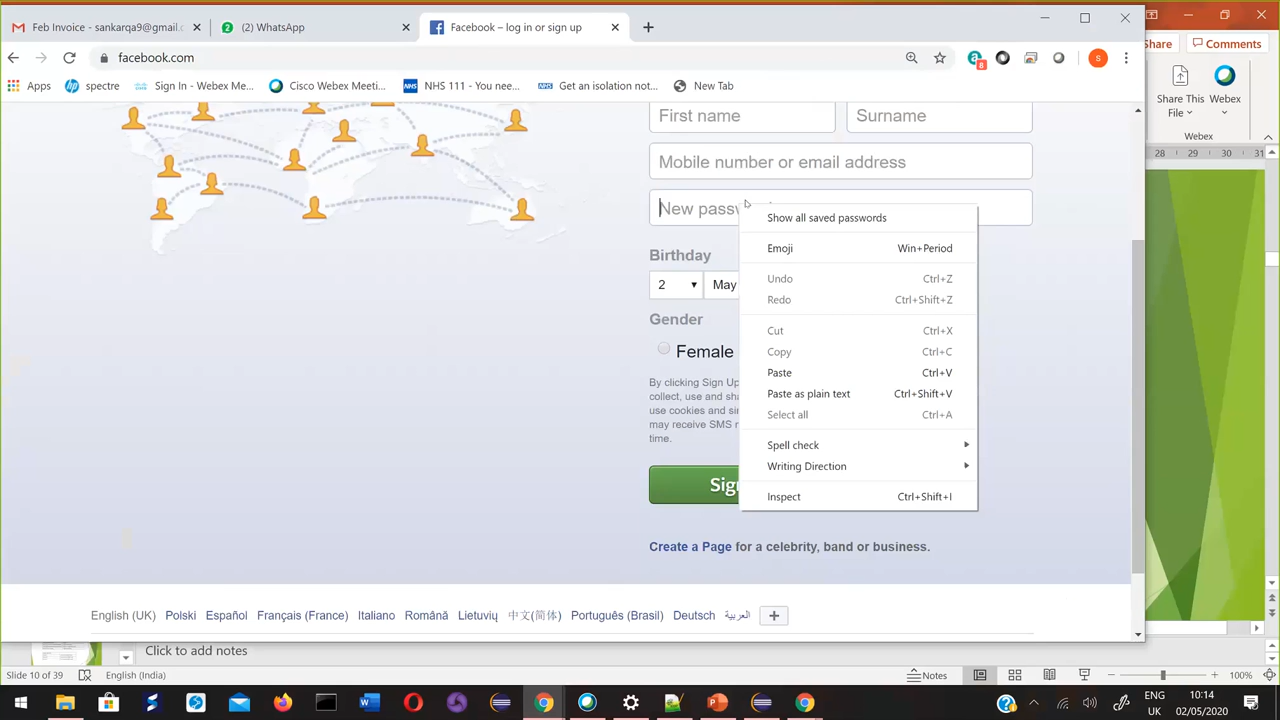 Feb Invoice - sankarqa9@gmail.c
(2) WhatsApp
Facebook – log in or sign up
facebook.com
8
s
Share
Comments
Apps
spectre
Sign In - Webex Me...
Cisco Webex Meeti...
NHS 111 - You nee...
Get an isolation not...
New Tab
Share This
File
Webex
Webex
28 29 30 31
First name
Surname
Mobile number or email address
New passw
Show all saved passwords
Emoji Win+Period
Undo Ctrl+Z
Redo Ctrl+Shift+Z
Cut Ctrl+X
Copy Ctrl+C
Paste Ctrl+V
Paste as plain text Ctrl+Shift+V
Select all Ctrl+A
Spell check
Writing Direction
Inspect Ctrl+Shift+I
Birthday
2 May
Gender
Female
By clicking Sign Up
collect, use and sha
use cookies and sim
may receive SMS n
time.
Sign
Create a Page for a celebrity, band or business.
English (UK) Polski Español Français (France) Italiano Română Lietuvių 中文(简体) Português (Brasil) Deutsch العربية
Click to add notes
Slide 10 of 39 English (India) Notes 100%
ENG
UK
10:14
02/05/2020